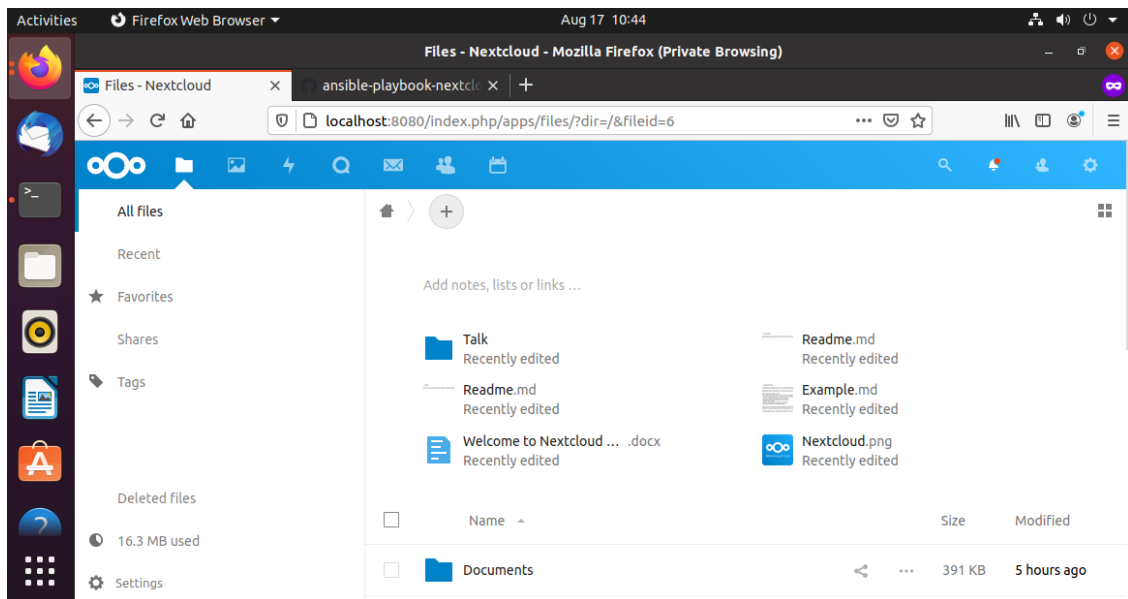 Activities Firefox Web Browser Aug 17 10:44
Files - Nextcloud - Mozilla Firefox (Private Browsing)
Files - Nextcloud ansible-playbook-nextclo
localhost:8080/index.php/apps/files/?dir=/&fileid=6
All files
Recent
Favorites
Shares
Tags
Deleted files
16.3 MB used
Settings
Add notes, lists or links ...
Talk
Recently edited
Readme.md
Recently edited
Readme.md
Recently edited
Example.md
Recently edited
Welcome to Nextcloud ... .docx
Recently edited
Nextcloud.png
Recently edited
Name Size Modified
Documents 391 KB 5 hours ago